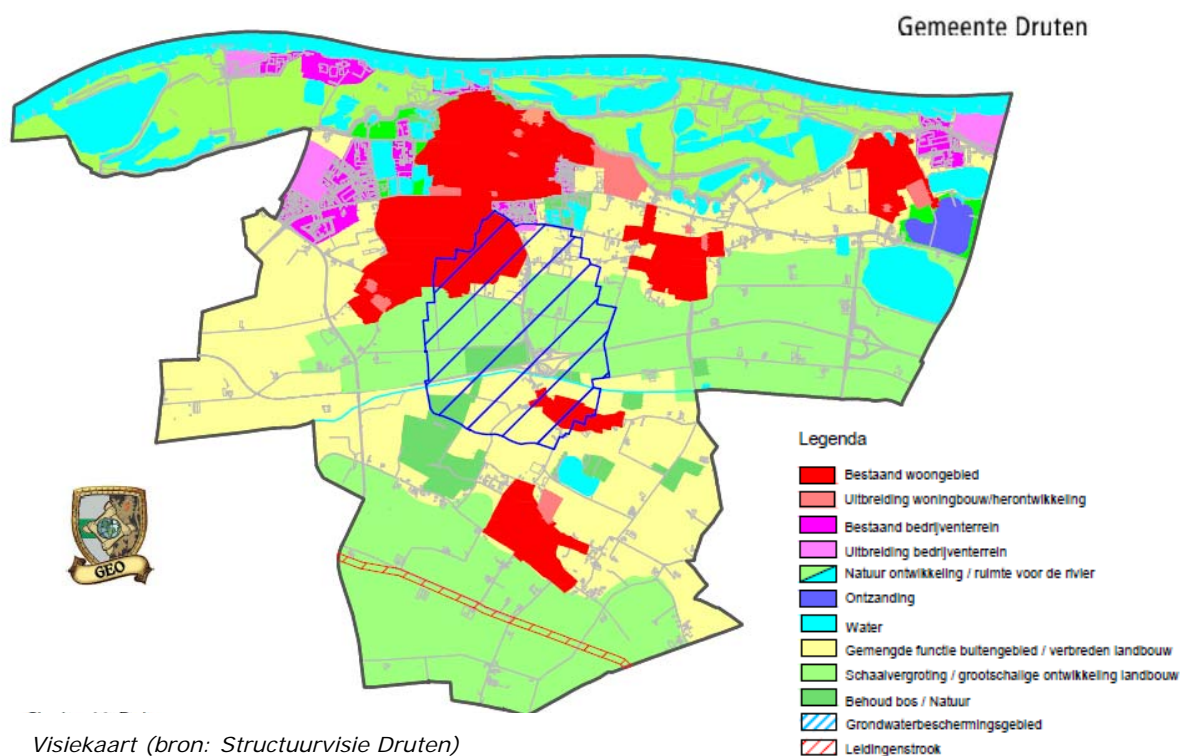 Gemeente Druten
Legenda
Bestaand woongebied
Uitbreiding woningbouw/herontwikkeling
Bestaand bedrijventerrein
Uitbreiding bedrijventerrein
Natuur ontwikkeling / ruimte voor de rivier
Ontzanding
Water
Gemengde functie buitengebied / verbreden landbouw
Schaalvergroting / grootschalige ontwikkeling landbouw
Behoud bos / Natuur
Grondwaterbeschermingsgebied
Leidingenstrook
GEO
Visiekaart (bron: Structuurvisie Druten)